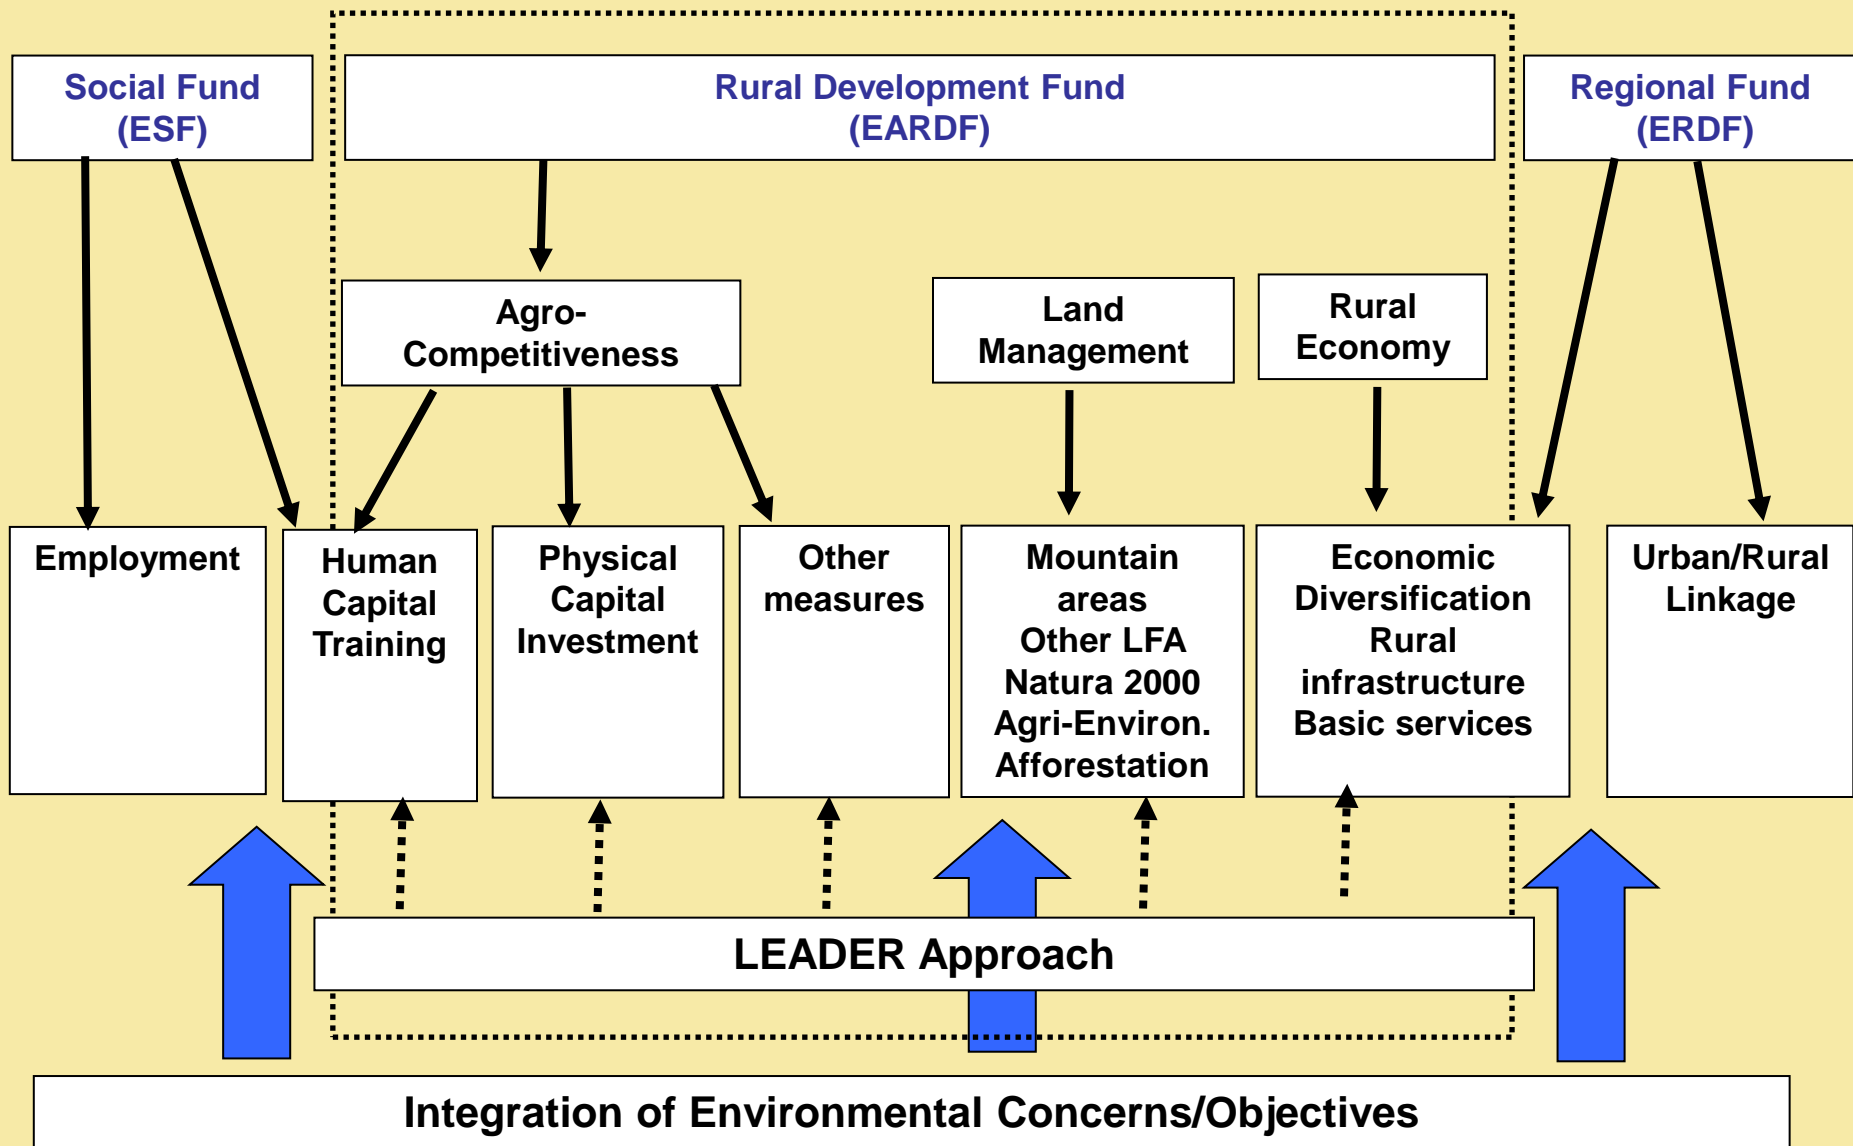 Social Fund
(ESF)
Rural Development Fund
(EARDF)
Regional Fund
(ERDF)
Agro-
Competitiveness
Land
Management
Rural
Economy
Employment
Human
Capital
Training
Physical
Capital
Investment
Other
measures
Mountain
areas
Other LFA
Natura 2000
Agri-Environ.
Afforestation
Economic
Diversification
Rural
infrastructure
Basic services
Urban/Rural
Linkage
LEADER Approach
Integration of Environmental Concerns/Objectives